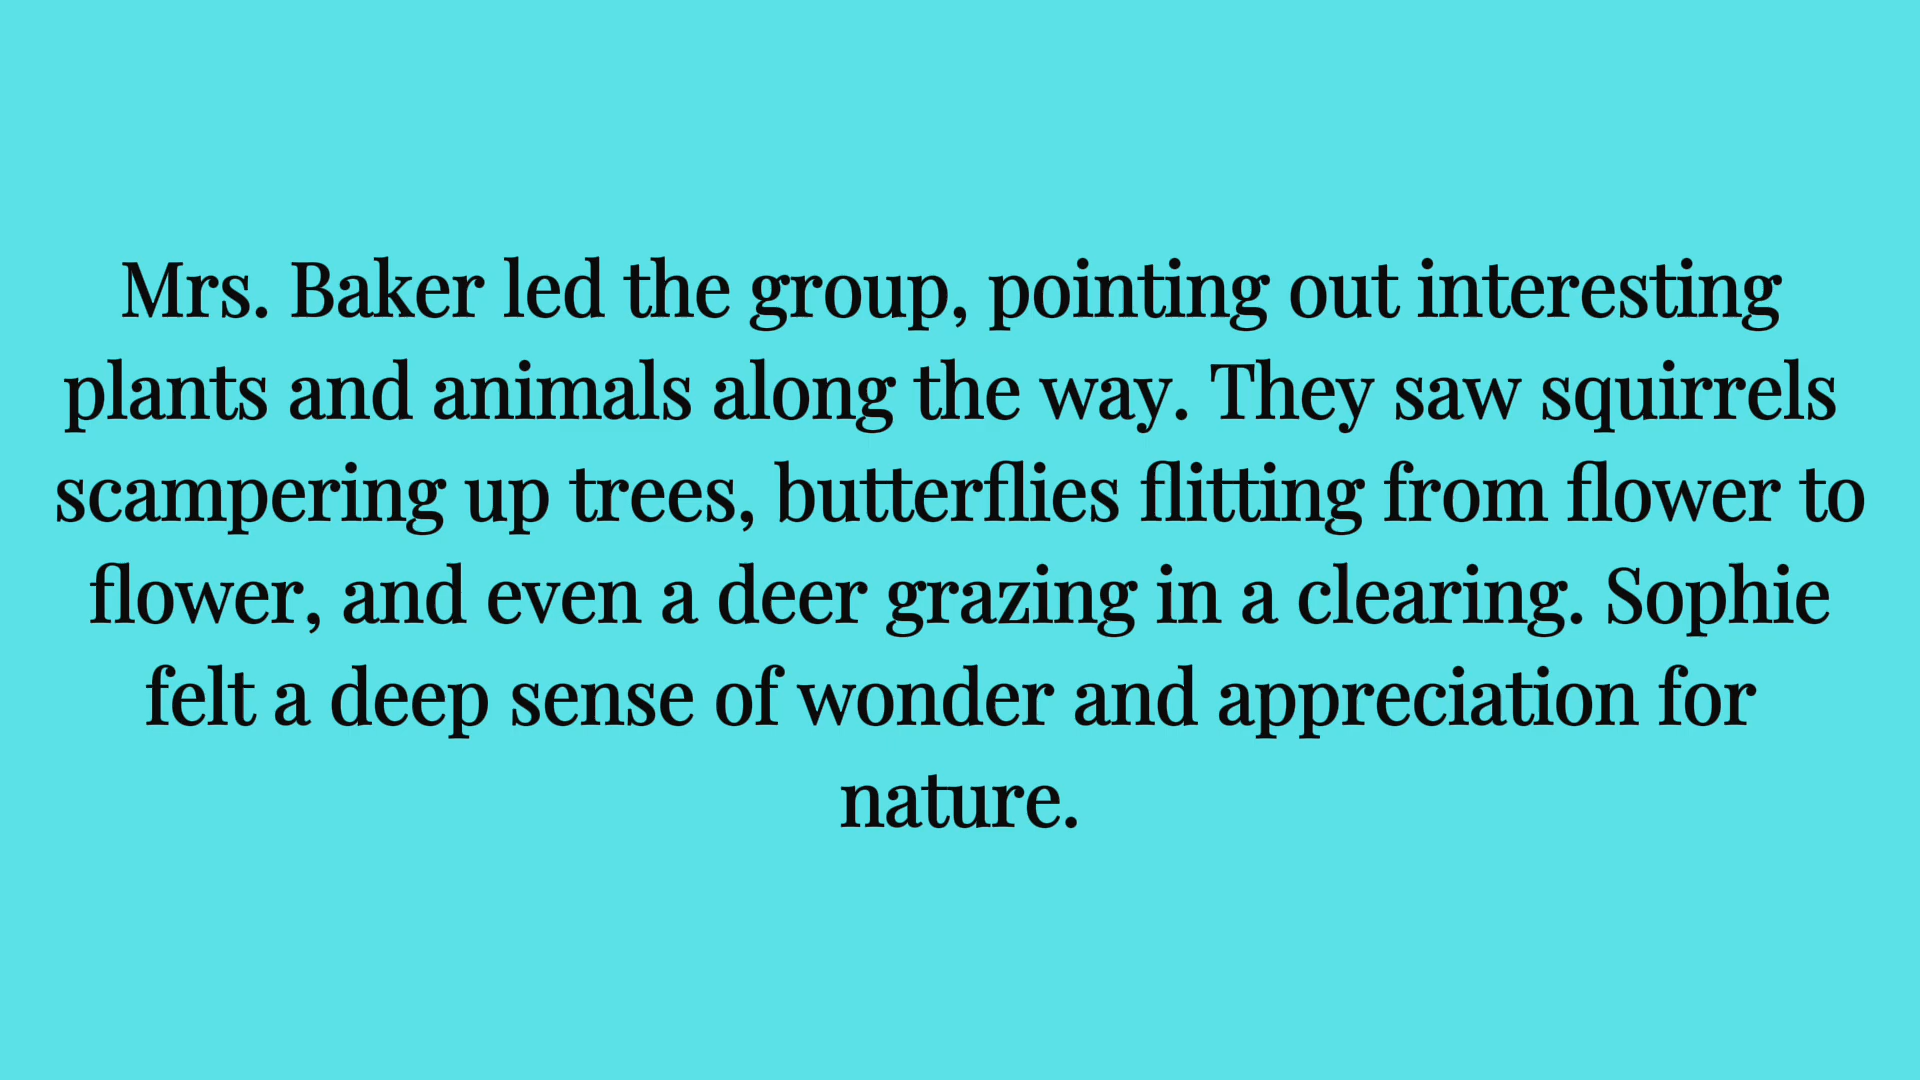 Mrs. Baker led the group, pointing out interesting
plants and animals along the way. They saw squirrels
scampering up trees, butterflies flitting from flower to
flower, and even a deer grazing in a clearing. Sophie
felt a deep sense of wonder and appreciation for
nature.